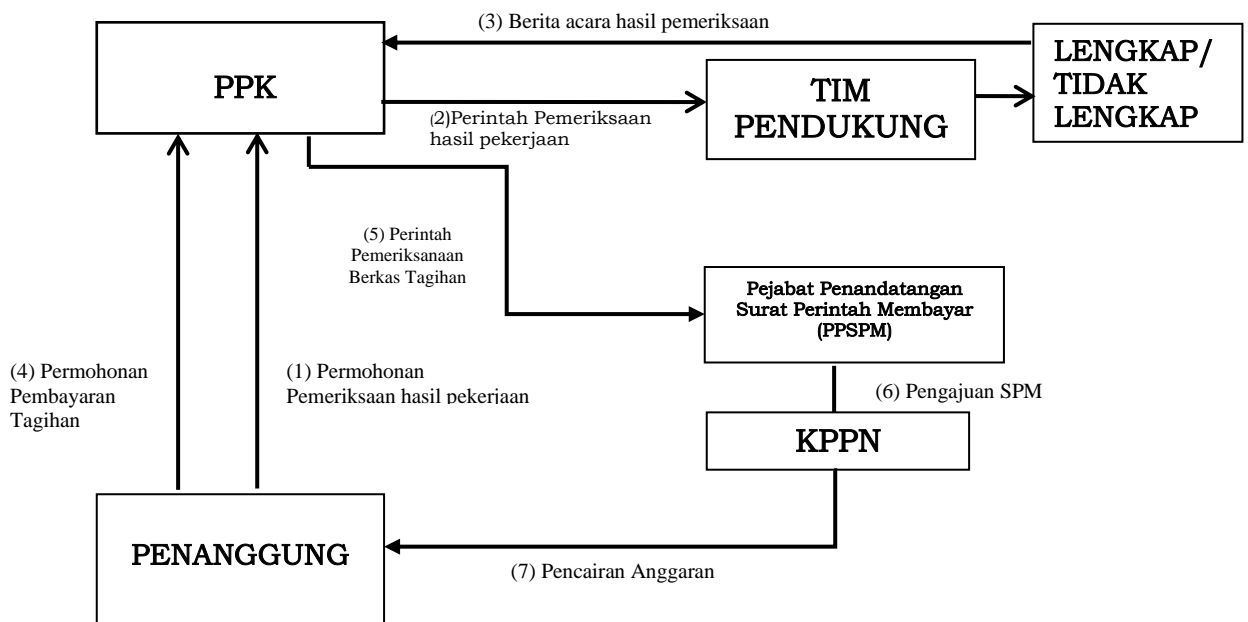 (3) Berita acara hasil pemeriksaan
PPK
LENGKAP/
TIDAK
LENGKAP
TIM
PENDUKUNG
(2)Perintah Pemeriksaan
hasil pekerjaan
(5) Perintah
Pemeriksanaan
Berkas Tagihan
Pejabat Penandatangan
Surat Perintah Membayar
(PPSPM)
(4) Permohonan
Pembayaran
Tagihan
(1) Permohonan
Pemeriksaan hasil pekerjaan
(6) Pengajuan SPM
KPPN
PENANGGUNG
(7) Pencairan Anggaran